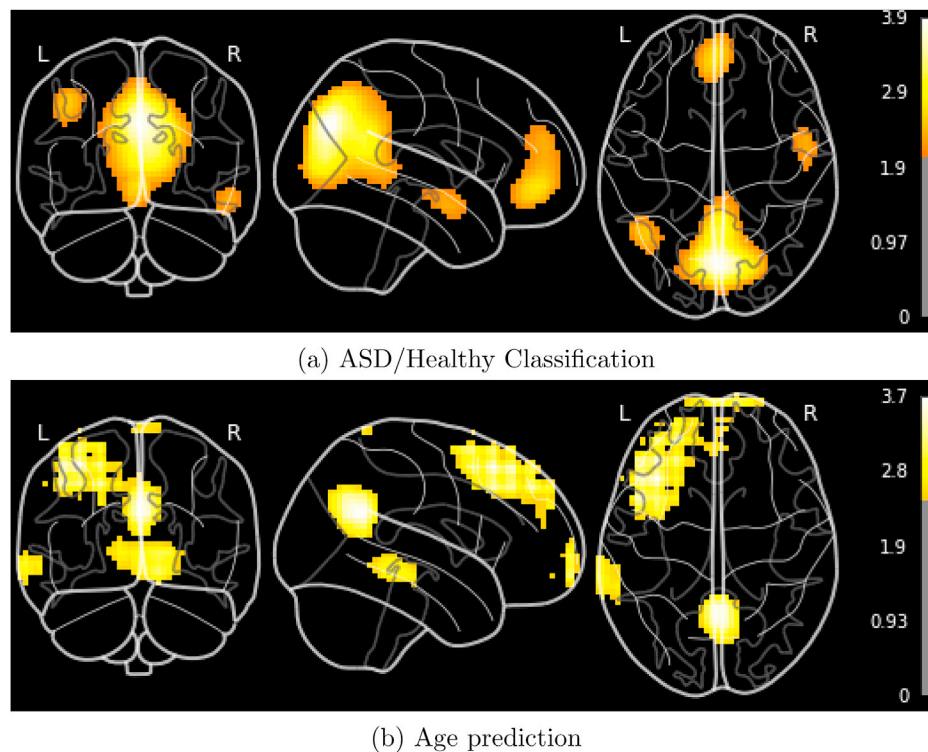 L R L R 3.9
2.9
1.9
0.97
0
(a) ASD/Healthy Classification
L R L R 3.7
2.8
1.9
0.93
0
(b) Age prediction